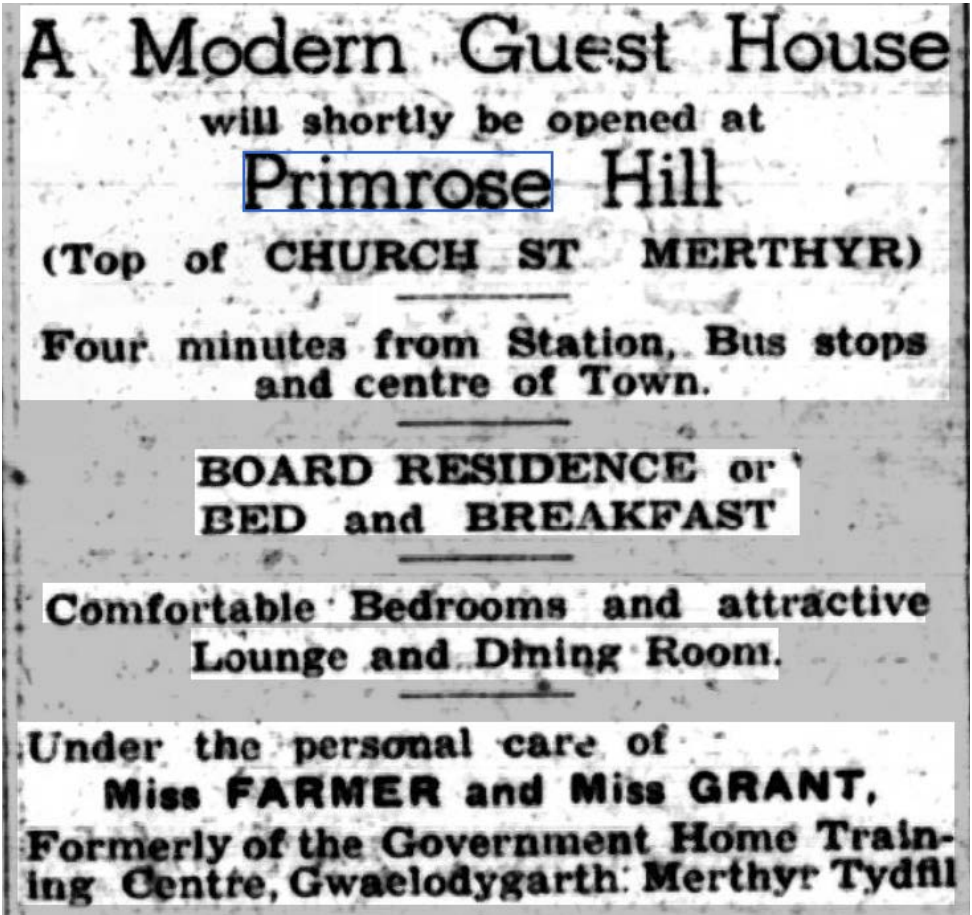 A Modern Guest House
will shortly be opened at
Primrose Hill
(Top of CHURCH ST MERTHYR)
Four minutes from Station, Bus stops
and centre of Town.
BOARD RESIDENCE or
BED and BREAKFAST
Comfortable Bedrooms and attractive
Lounge and Dining Room.
Under the personal care of
Miss FARMER and Miss GRANT,
Formerly of the Government Home Train-
ing Centre, Gwaelodygarth. Merthyr Tydfil